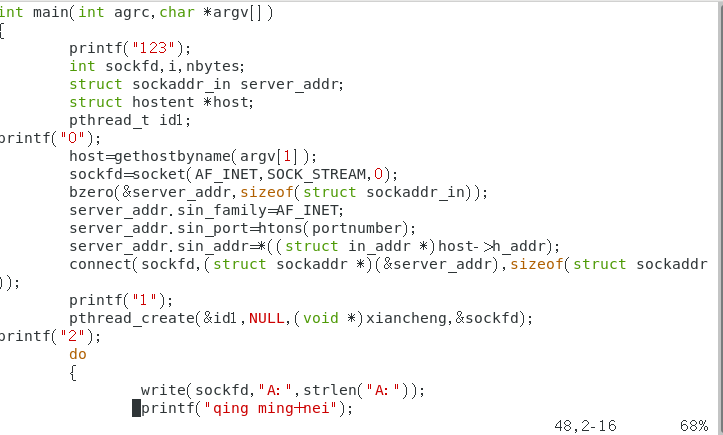 int main(int agrc,char *argv[])
{
printf("123");
int sockfd,i,nbytes;
struct sockaddr_in server_addr;
struct hostent *host;
pthread_t id1;
printf("0");
host=gethostbyname(argv[1]);
sockfd=socket(AF_INET,SOCK_STREAM,0);
bzero(&server_addr,sizeof(struct sockaddr_in));
server_addr.sin_family=AF_INET;
server_addr.sin_port=htons(portnumber);
server_addr.sin_addr=*((struct in_addr *)host->h_addr);
connect(sockfd,(struct sockaddr *)(&server_addr),sizeof(struct sockaddr
));
printf("1");
pthread_create(&id1,NULL,(void *)xiancheng,&sockfd);
printf("2");
do
{
write(sockfd,"A:",strlen("A:"));
printf("qing ming+nei");
48,2-16 68%